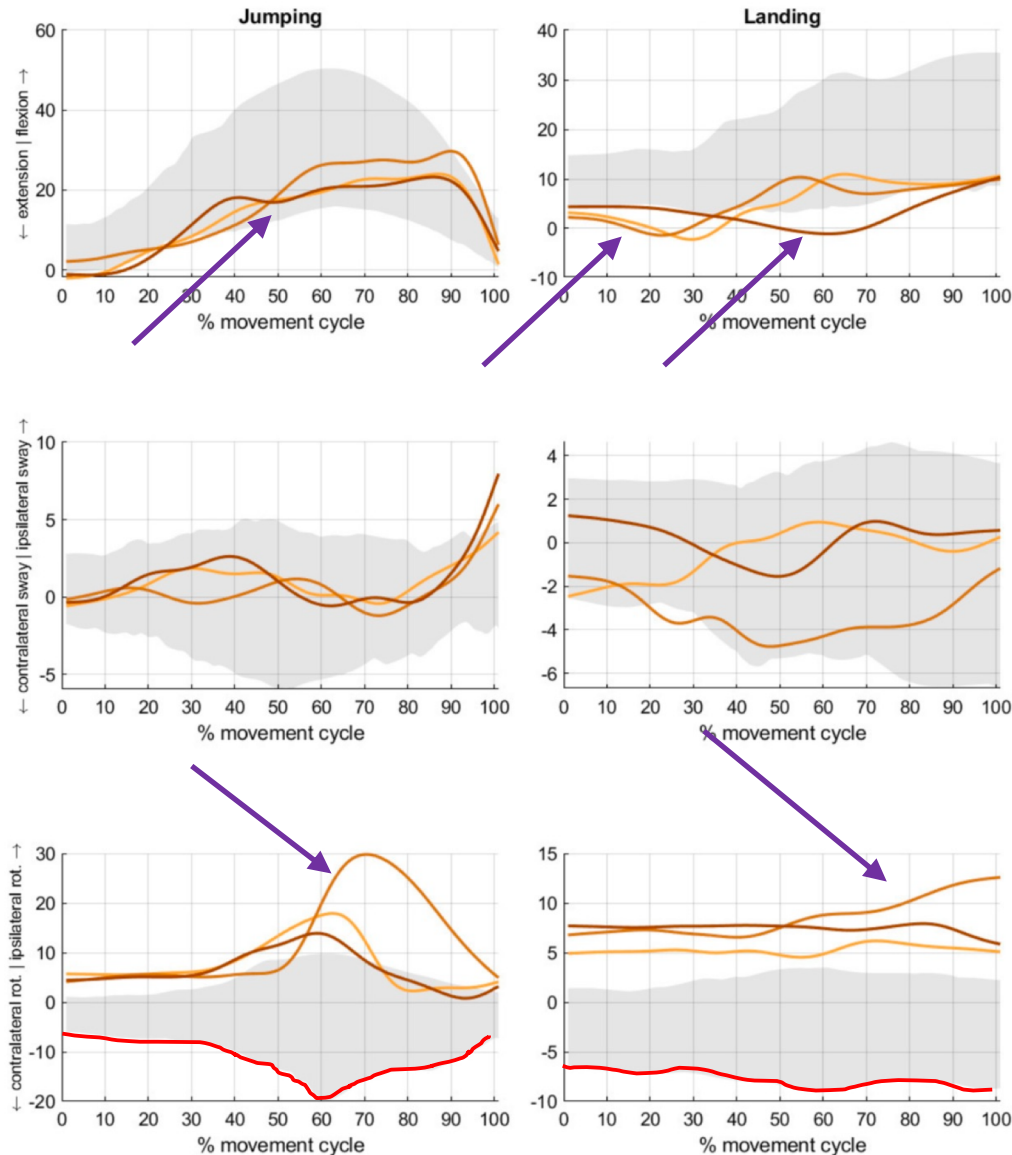 Jumping
Landing
← extension | flexion →
60
40
20
0
0 10 20 30 40 50 60 70 80 90 100
% movement cycle
40
30
20
10
0
-10
0 10 20 30 40 50 60 70 80 90 100
% movement cycle
← contralateral sway | ipsilateral sway →
10
5
0
-5
0 10 20 30 40 50 60 70 80 90 100
% movement cycle
4
2
0
-2
-4
-6
0 10 20 30 40 50 60 70 80 90 100
% movement cycle
← contralateral rot. | ipsilateral rot. →
30
20
10
0
-10
-20
0 10 20 30 40 50 60 70 80 90 100
% movement cycle
15
10
5
0
-5
-10
0 10 20 30 40 50 60 70 80 90 100
% movement cycle